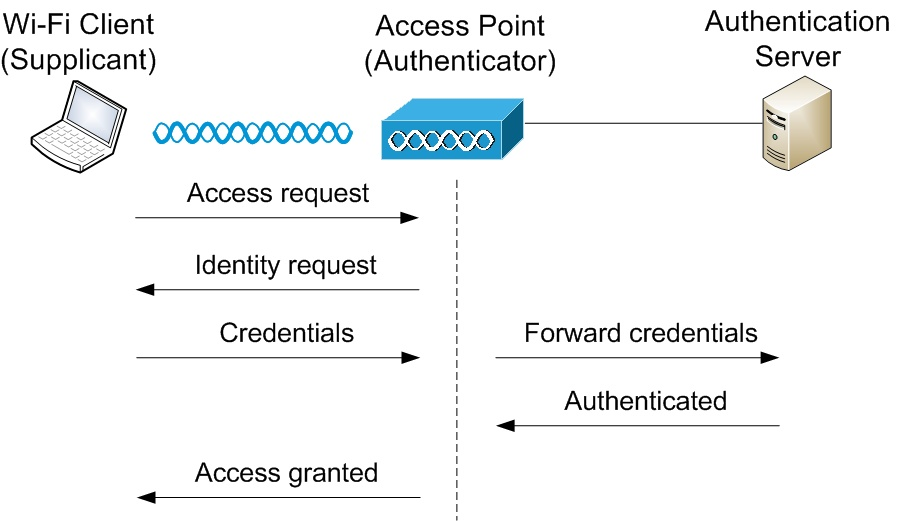 Wi-Fi Client
(Supplicant)
Access Point
(Authenticator)
Authentication
Server
Access request
Identity request
Credentials
Forward credentials
Authenticated
Access granted